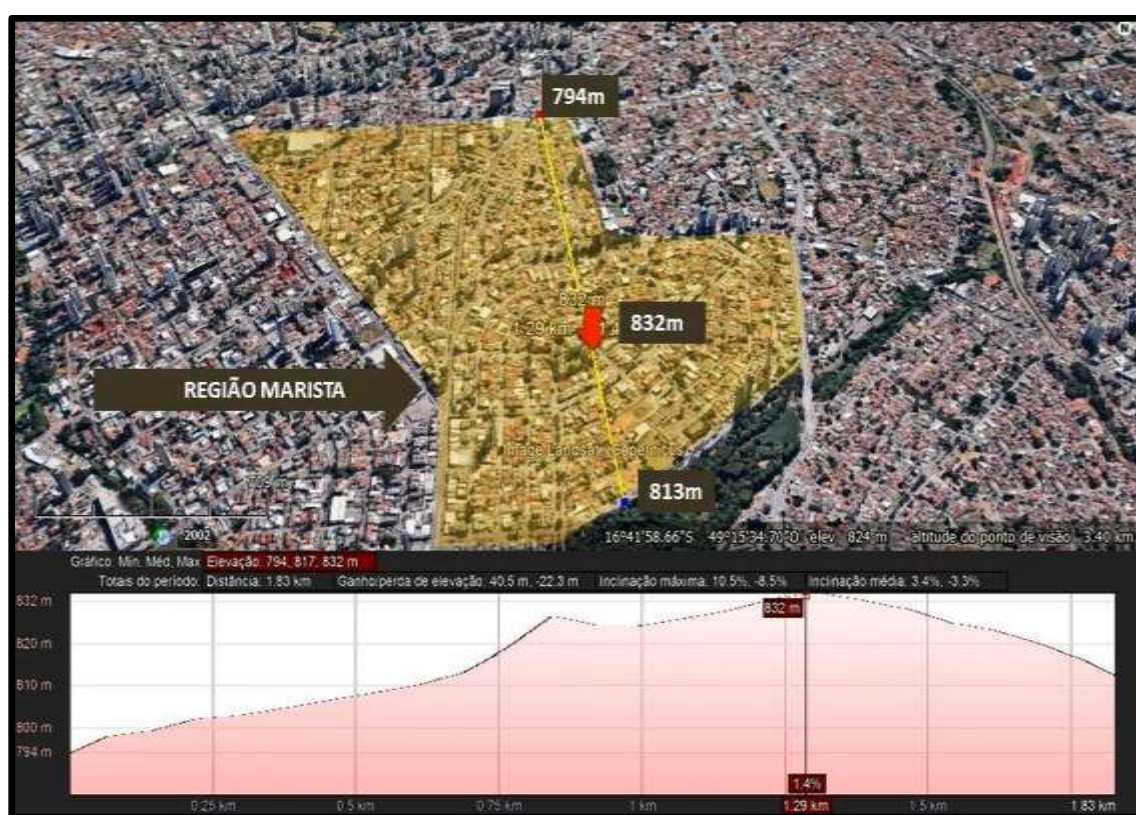 N
794m
832 m
832m
1.29 km
REGIÃO MARISTA
813m
2002
16°41'58.66"S 49°15'34.70"O elev 824 m altitude do ponto de visão 3.40 km
Gráfico: Mín, Méd, Máx Elevação: 794, 817, 832 m
Totais do período: Distância: 1.83 km Ganho/perda de elevação: 40.5 m, -22.3 m Inclinação máxima: 10.5%, -8.5% Inclinação média: 3.4%, -3.3%
832 m
832 m
820 m
810 m
800 m
794 m
1.4%
0.25 km 0.5 km 0.75 km 1 km 1.29 km 1.5 km 1.83 km